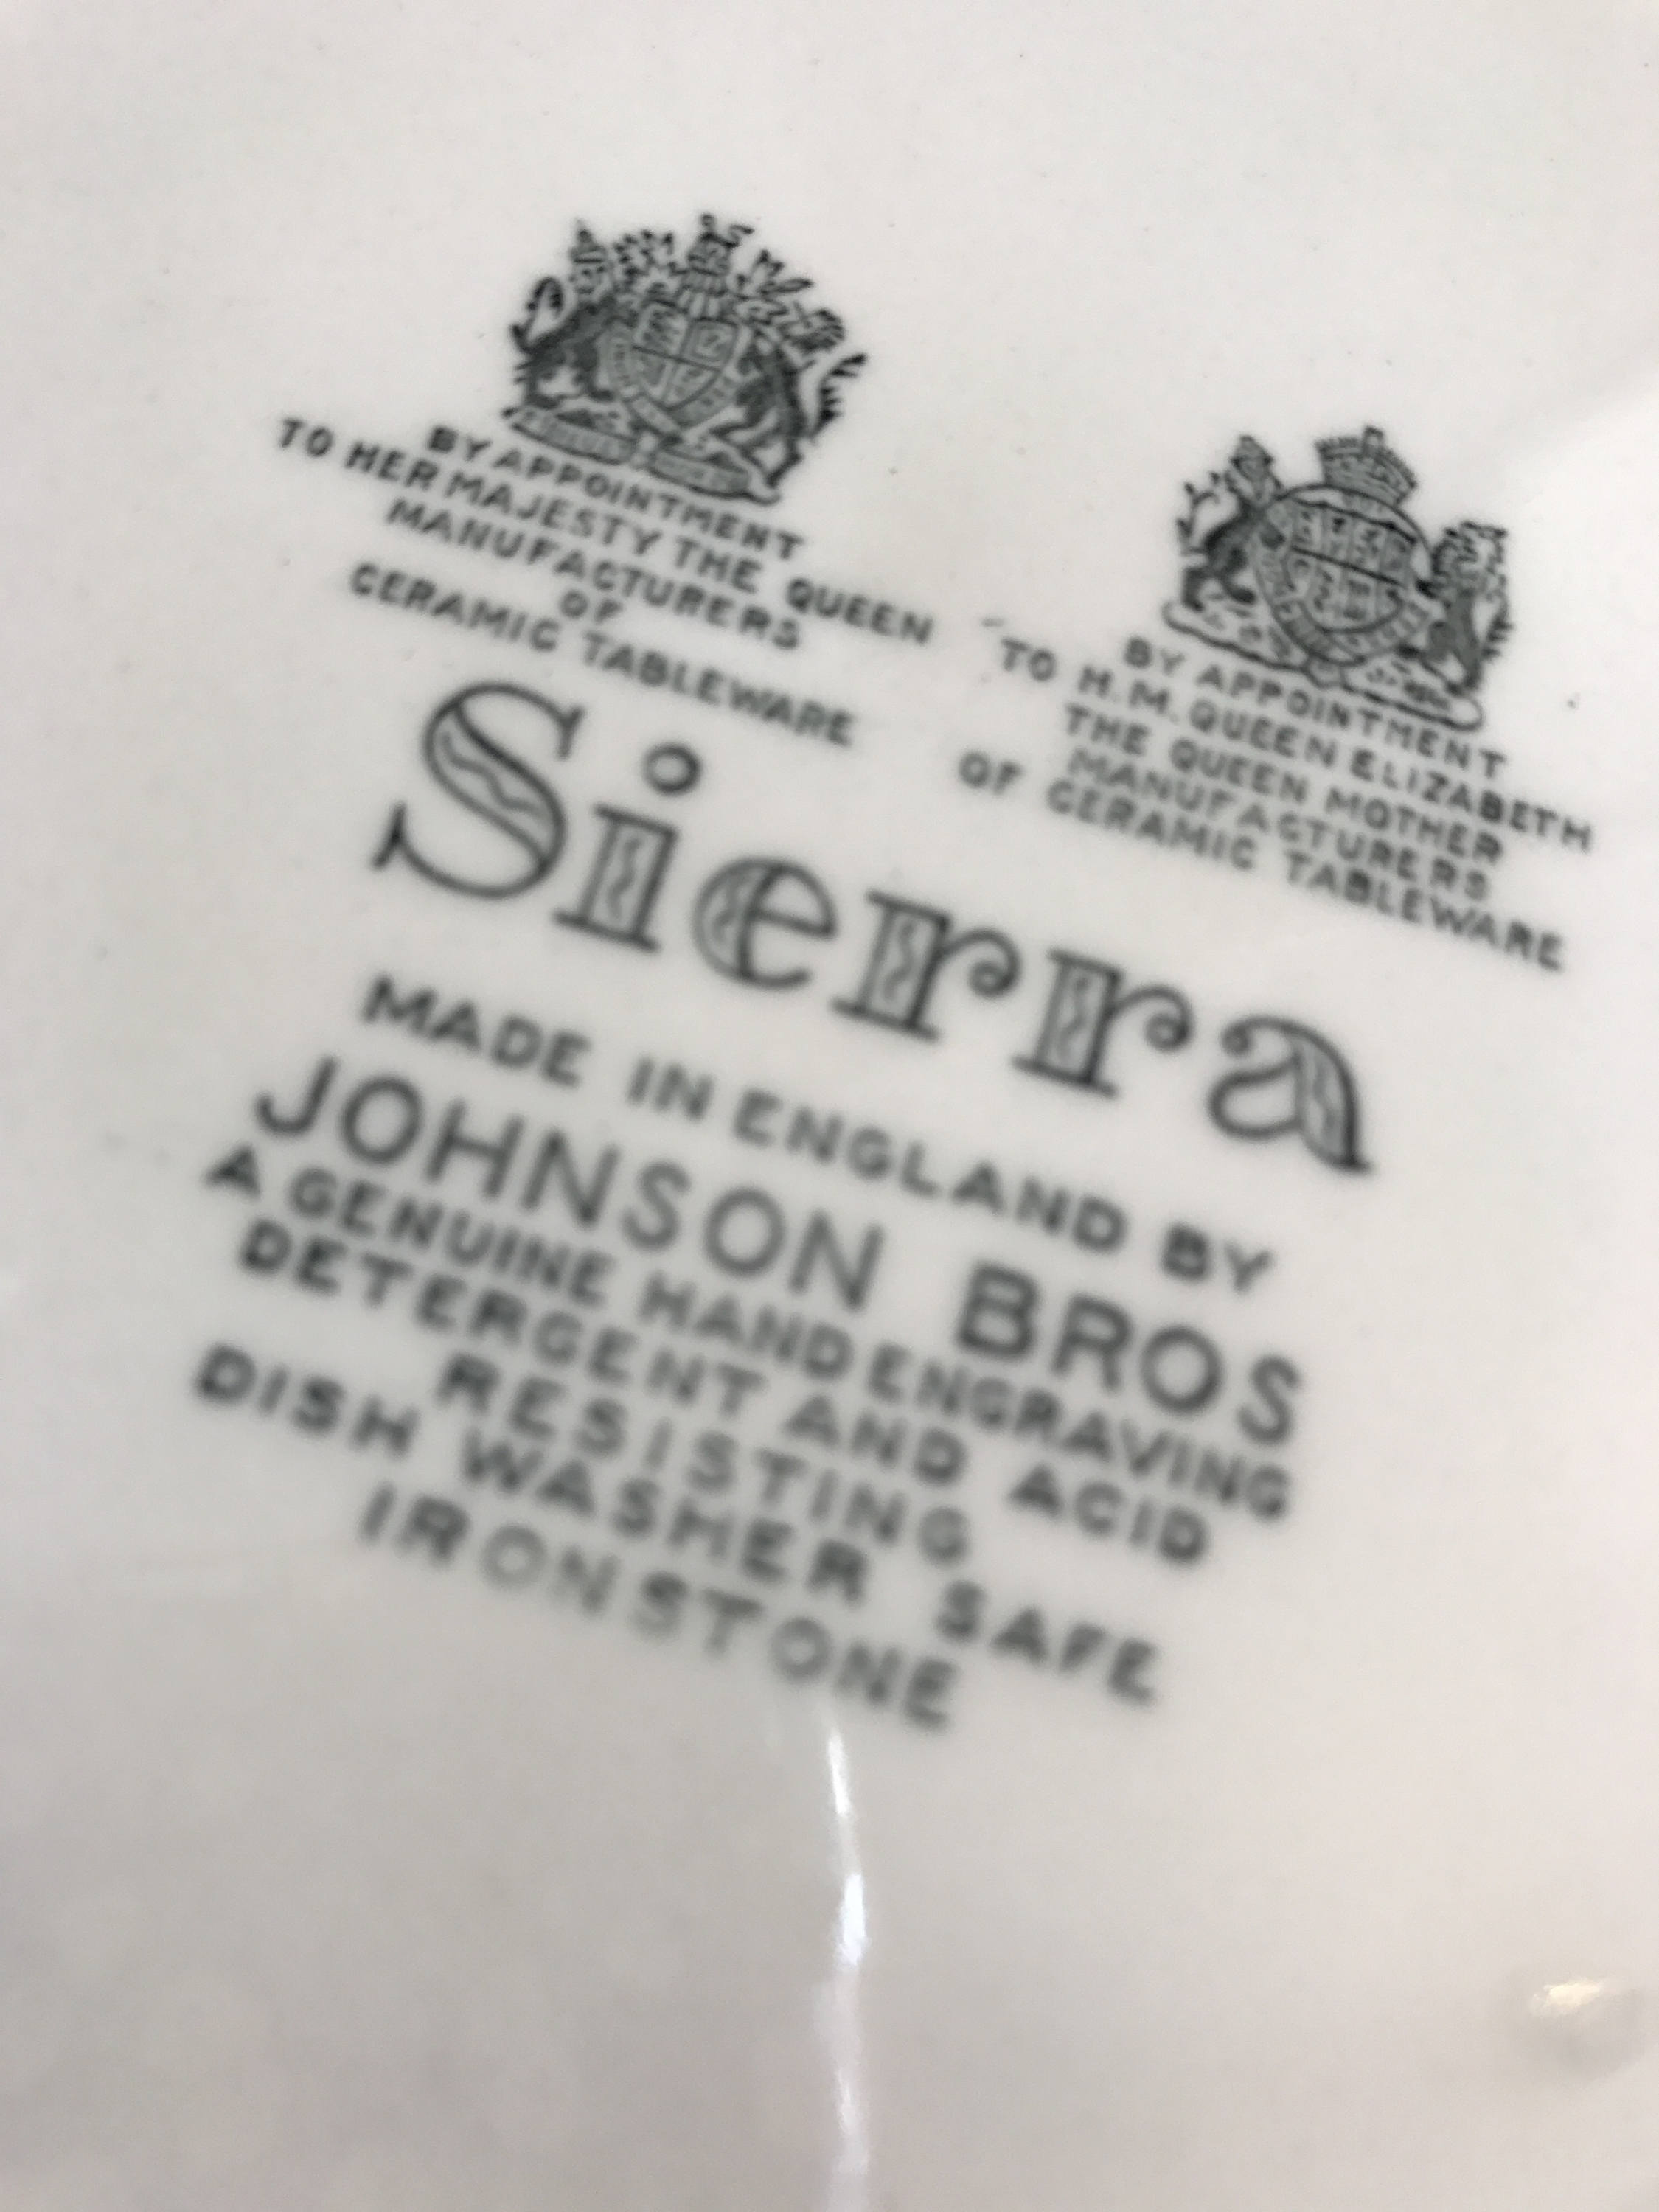 BY APPOINTMENT
TO HER MAJESTY THE QUEEN
MANUFACTURERS
OF
CERAMIC TABLEWARE
BY APPOINTMENT
TO H.M. QUEEN ELIZABETH
THE QUEEN MOTHER
MANUFACTURERS
OF CERAMIC TABLEWARE
Sierra
MADE IN ENGLAND BY
JOHNSON BROS
A GENUINE HAND ENGRAVING
DETERGENT AND ACID
RESISTING
DISH WASHER SAFE
IRONSTONE